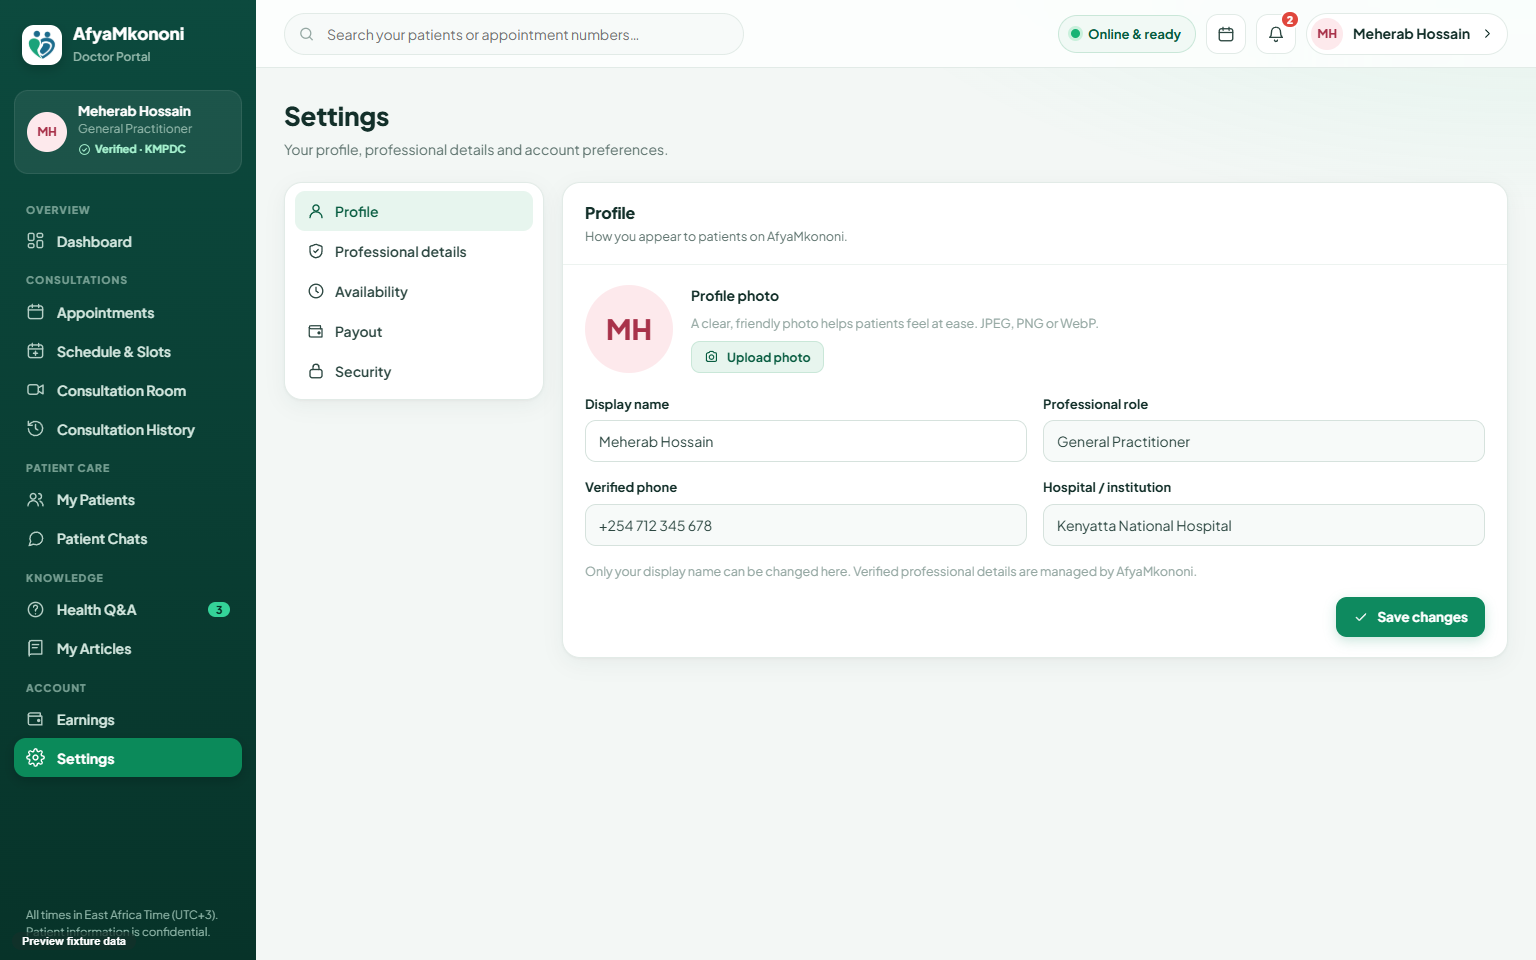 AfyaMkononi
Doctor Portal
MH
Meherab Hossain
General Practitioner
Verified · KMPDC
OVERVIEW
Dashboard
CONSULTATIONS
Appointments
Schedule & Slots
Consultation Room
Consultation History
PATIENT CARE
My Patients
Patient Chats
KNOWLEDGE
Health Q&A
3
My Articles
ACCOUNT
Earnings
Settings
All times in East Africa Time (UTC+3).
Patient information is confidential.
Preview fixture data
Search your patients or appointment numbers…
Online & ready
2
MH
Meherab Hossain
Settings
Your profile, professional details and account preferences.
Profile
Professional details
Availability
Payout
Security
Profile
How you appear to patients on AfyaMkononi.
MH
Profile photo
A clear, friendly photo helps patients feel at ease. JPEG, PNG or WebP.
Upload photo
Display name
Meherab Hossain
Professional role
General Practitioner
Verified phone
+254 712 345 678
Hospital / institution
Kenyatta National Hospital
Only your display name can be changed here. Verified professional details are managed by AfyaMkononi.
Save changes